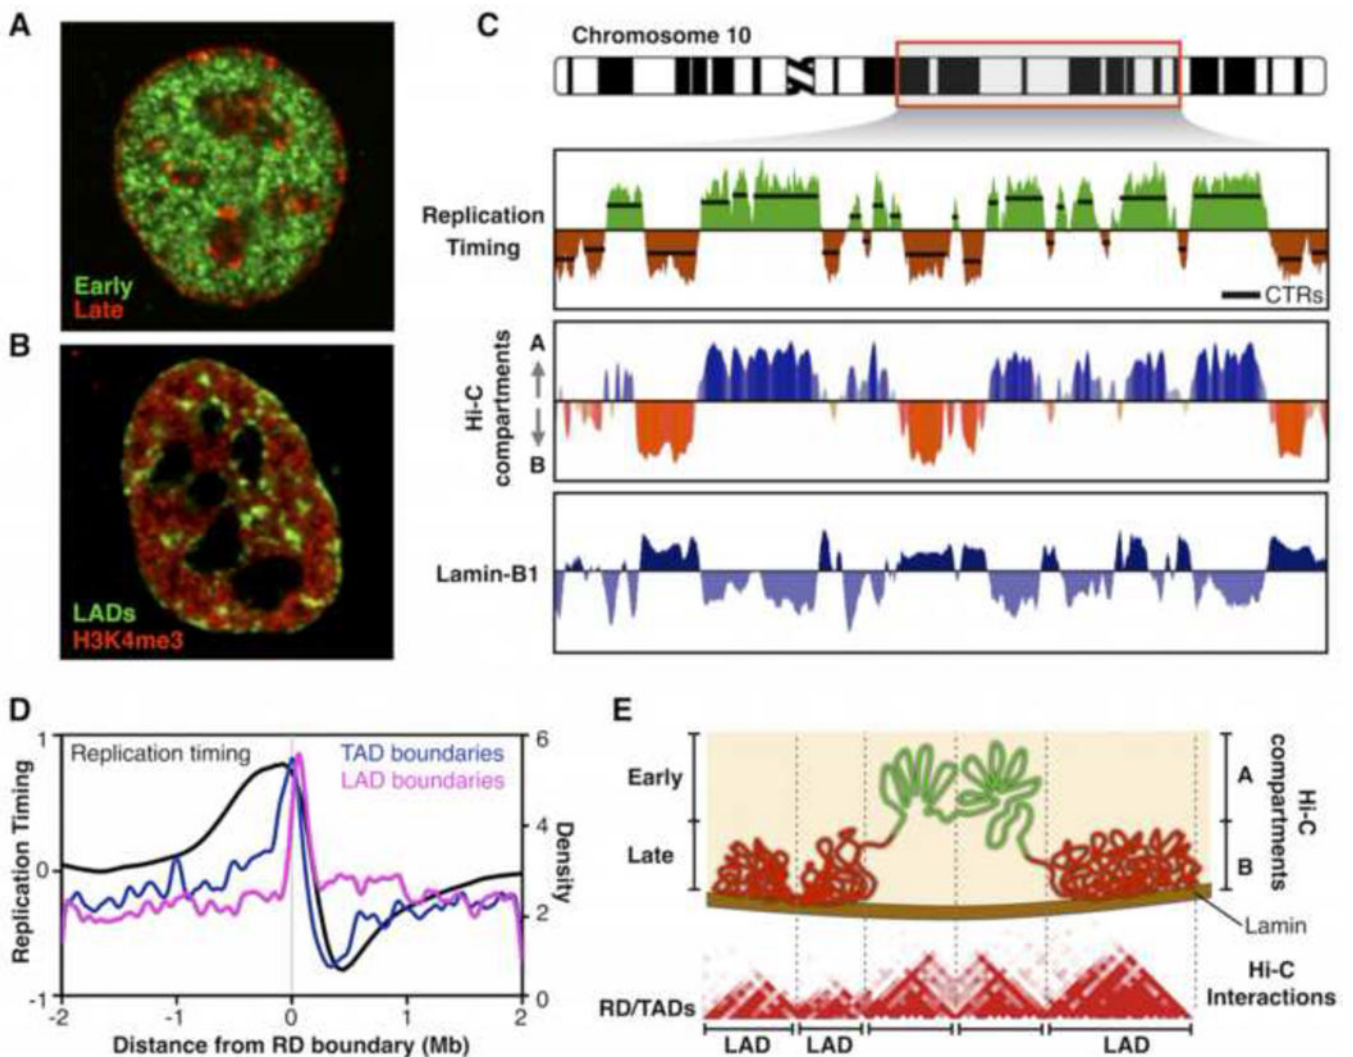 A
Early
Late
B
LADs
H3K4me3
C
Chromosome 10
Replication
Timing
CTRs
Hi-C
compartments
A
B
Lamin-B1
D
Replication timing
TAD boundaries
LAD boundaries
Replication Timing
1
0
-1
6
4
2
0
Density
-2
-1
0
1
2
Distance from RD boundary (Mb)
E
Early
Late
A
B
Hi-C
compartments
Lamin
Hi-C
Interactions
RD/TADs
LAD
LAD
LAD